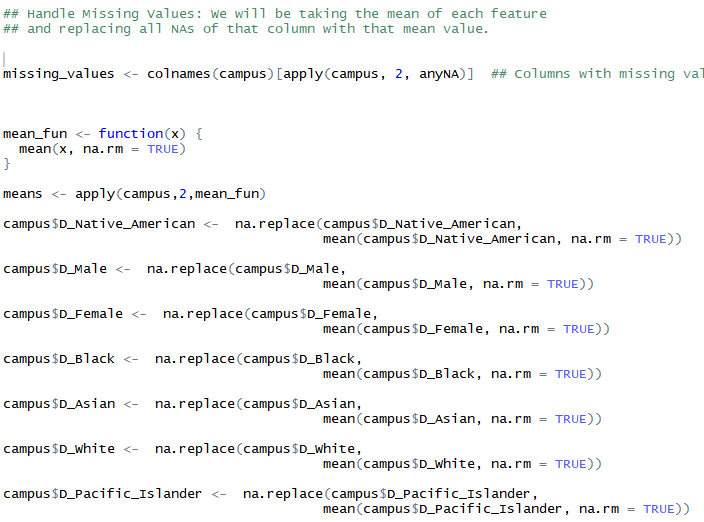 ## Handle Missing Values: We will be taking the mean of each feature
## and replacing all NAs of that column with that mean value.
missing_values <- colnames(campus)[apply(campus, 2, anyNA)]  ## Columns with missing val
mean_fun <- function(x) {
  mean(x, na.rm = TRUE)
}
means <- apply(campus,2,mean_fun)
campus$D_Native_American <-  na.replace(campus$D_Native_American,
                                        mean(campus$D_Native_American, na.rm = TRUE))
campus$D_Male <-  na.replace(campus$D_Male,
                                        mean(campus$D_Male, na.rm = TRUE))
campus$D_Female <-  na.replace(campus$D_Female,
                                        mean(campus$D_Female, na.rm = TRUE))
campus$D_Black <-  na.replace(campus$D_Black,
                                        mean(campus$D_Black, na.rm = TRUE))
campus$D_Asian <-  na.replace(campus$D_Asian,
                                        mean(campus$D_Asian, na.rm = TRUE))
campus$D_White <-  na.replace(campus$D_White,
                                        mean(campus$D_White, na.rm = TRUE))
campus$D_Pacific_Islander <-  na.replace(campus$D_Pacific_Islander,
                                        mean(campus$D_Pacific_Islander, na.rm = TRUE))